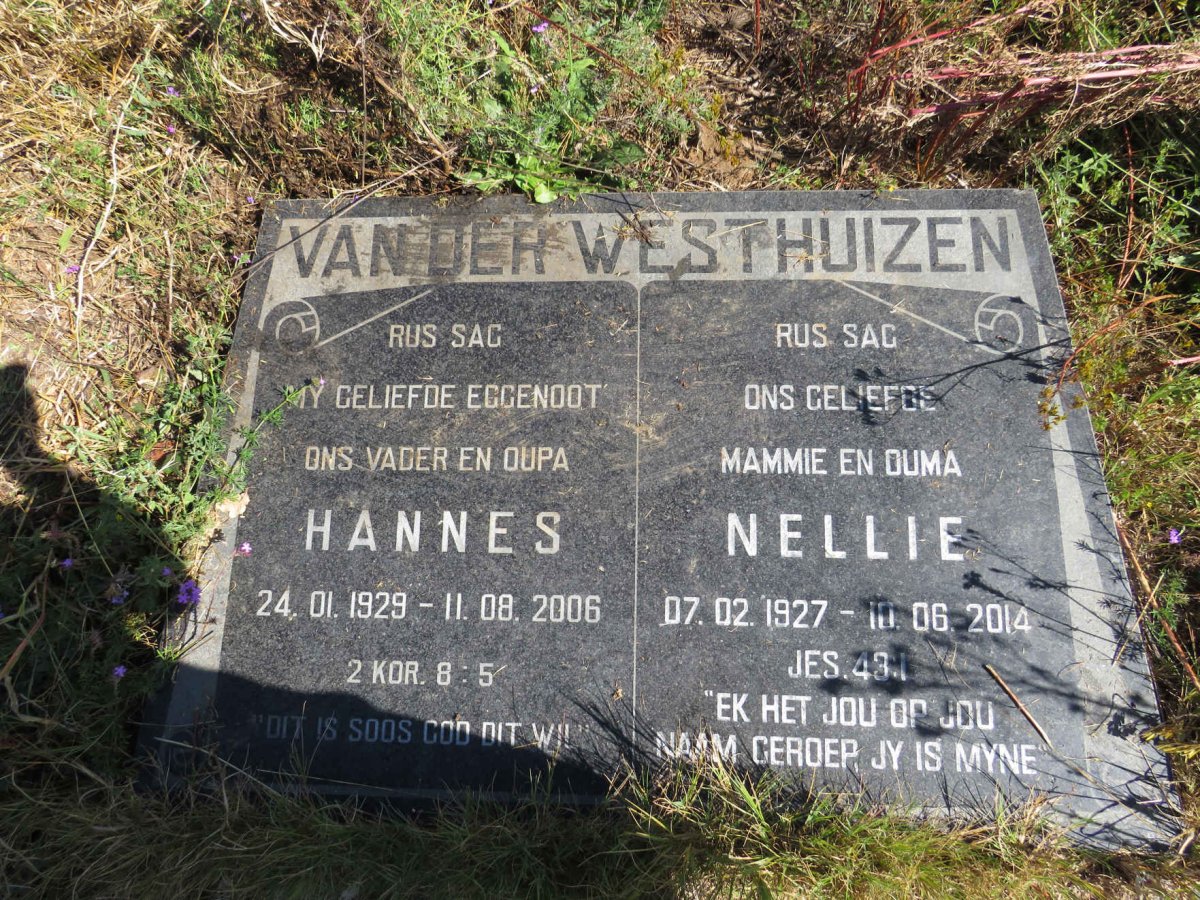 VAN DER WESTHUIZEN
RUS SAG
MY GELIEFDE EGGENOOT
ONS VADER EN OUPA
HANNES
24. 01. 1929 - 11. 08. 2006
2 KOR. 8 : 5
"DIT IS SOOS GOD DIT WIL"
RUS SAG
ONS GELIEFDE
MAMMIE EN OUMA
NELLIE
07. 02. 1927 - 10. 06. 2014
JES. 43:1
"EK HET JOU OP JOU
NAAM GEROEP, JY IS MYNE"